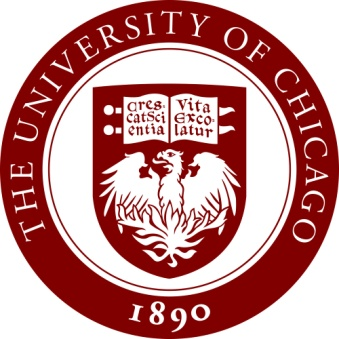 THE UNIVERSITY OF CHICAGO
Cres
catSci
entia
Vita
Exco
latur
1890